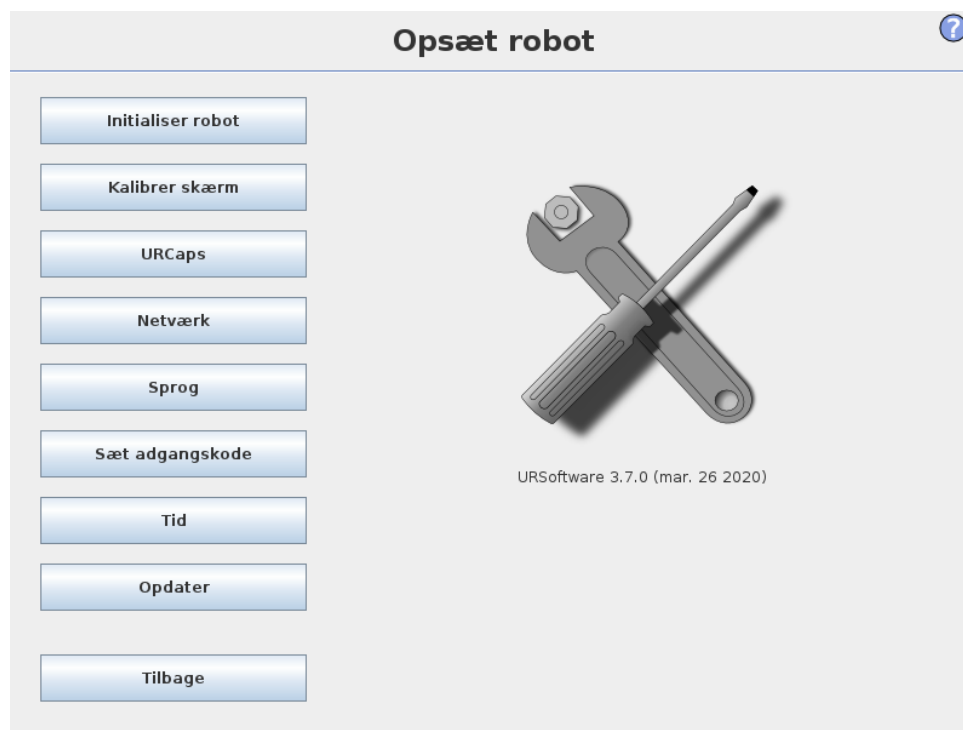 Opsæt robot
?
Initialiser robot
Kalibrer skærm
URCaps
Netværk
Sprog
Sæt adgangskode
Tid
Opdater
Tilbage
URSoftware 3.7.0 (mar. 26 2020)